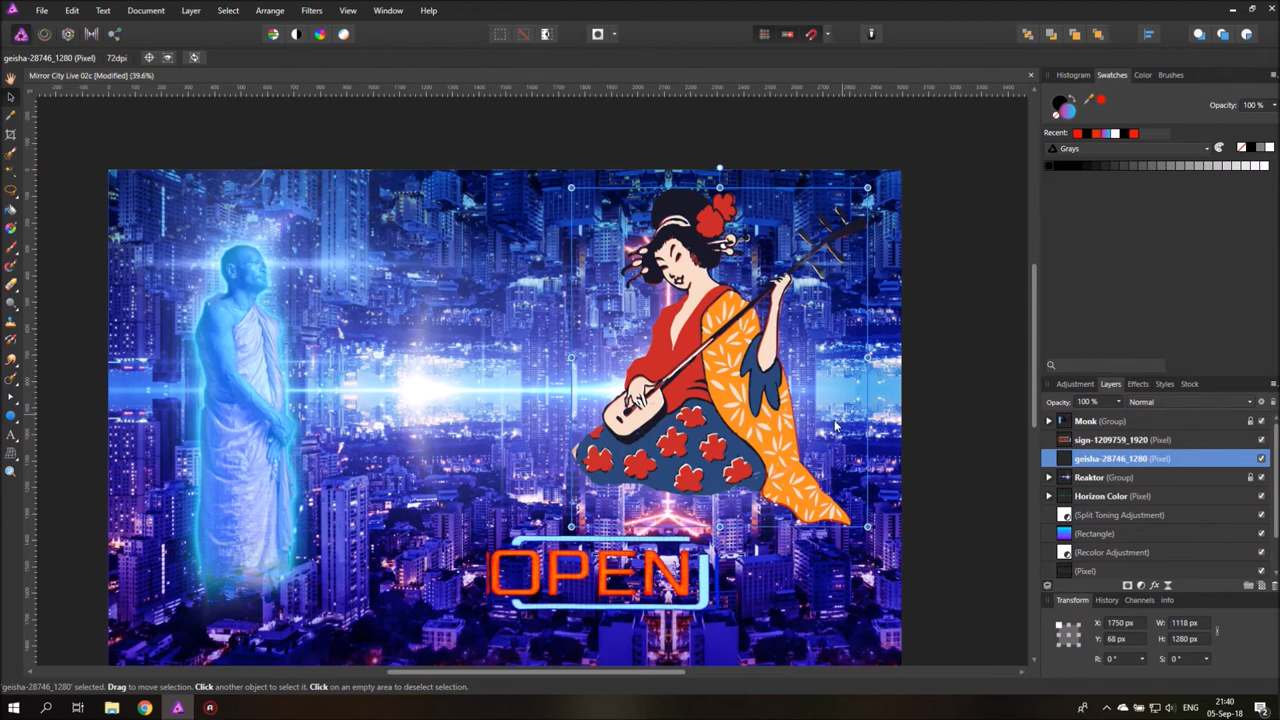 File Edit Text Document Layer Select Arrange Filters View Window Help
geisha-28746_1280 (Pixel) 72dpi
Mirror City Live 02c [Modified] (39.6%)
Histogram Swatches Color Brushes
Opacity: 100 %
Recent:
Grays
Adjustment Layers Effects Styles Stock
Opacity: 100 % Normal
Monk (Group)
sign-1209759_1920 (Pixel)
geisha-28746_1280 (Pixel)
Reaktor (Group)
Horizon Color (Pixel)
(Split Toning Adjustment)
(Rectangle)
(Recolor Adjustment)
(Pixel)
OPEN
Transform History Channels Info
X: 1750 px W: 1118 px
Y: 68 px H: 1280 px
R: 0 ° S: 0 °
'geisha-28746_1280' selected. Drag to move selection. Click another object to select it. Click on an empty area to deselect selection.
ENG 21:40
05-Sep-18